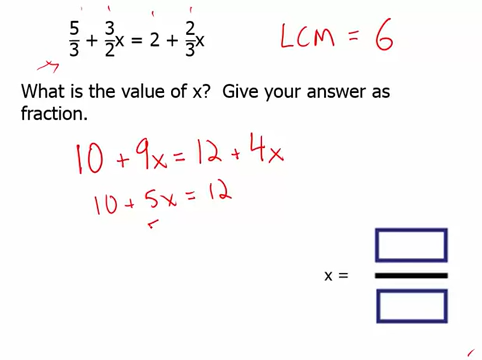 5/3 + 3/2x = 2 + 2/3x
LCM = 6
What is the value of x? Give your answer as
fraction.
10 + 9x = 12 + 4x
10 + 5x = 12
x =